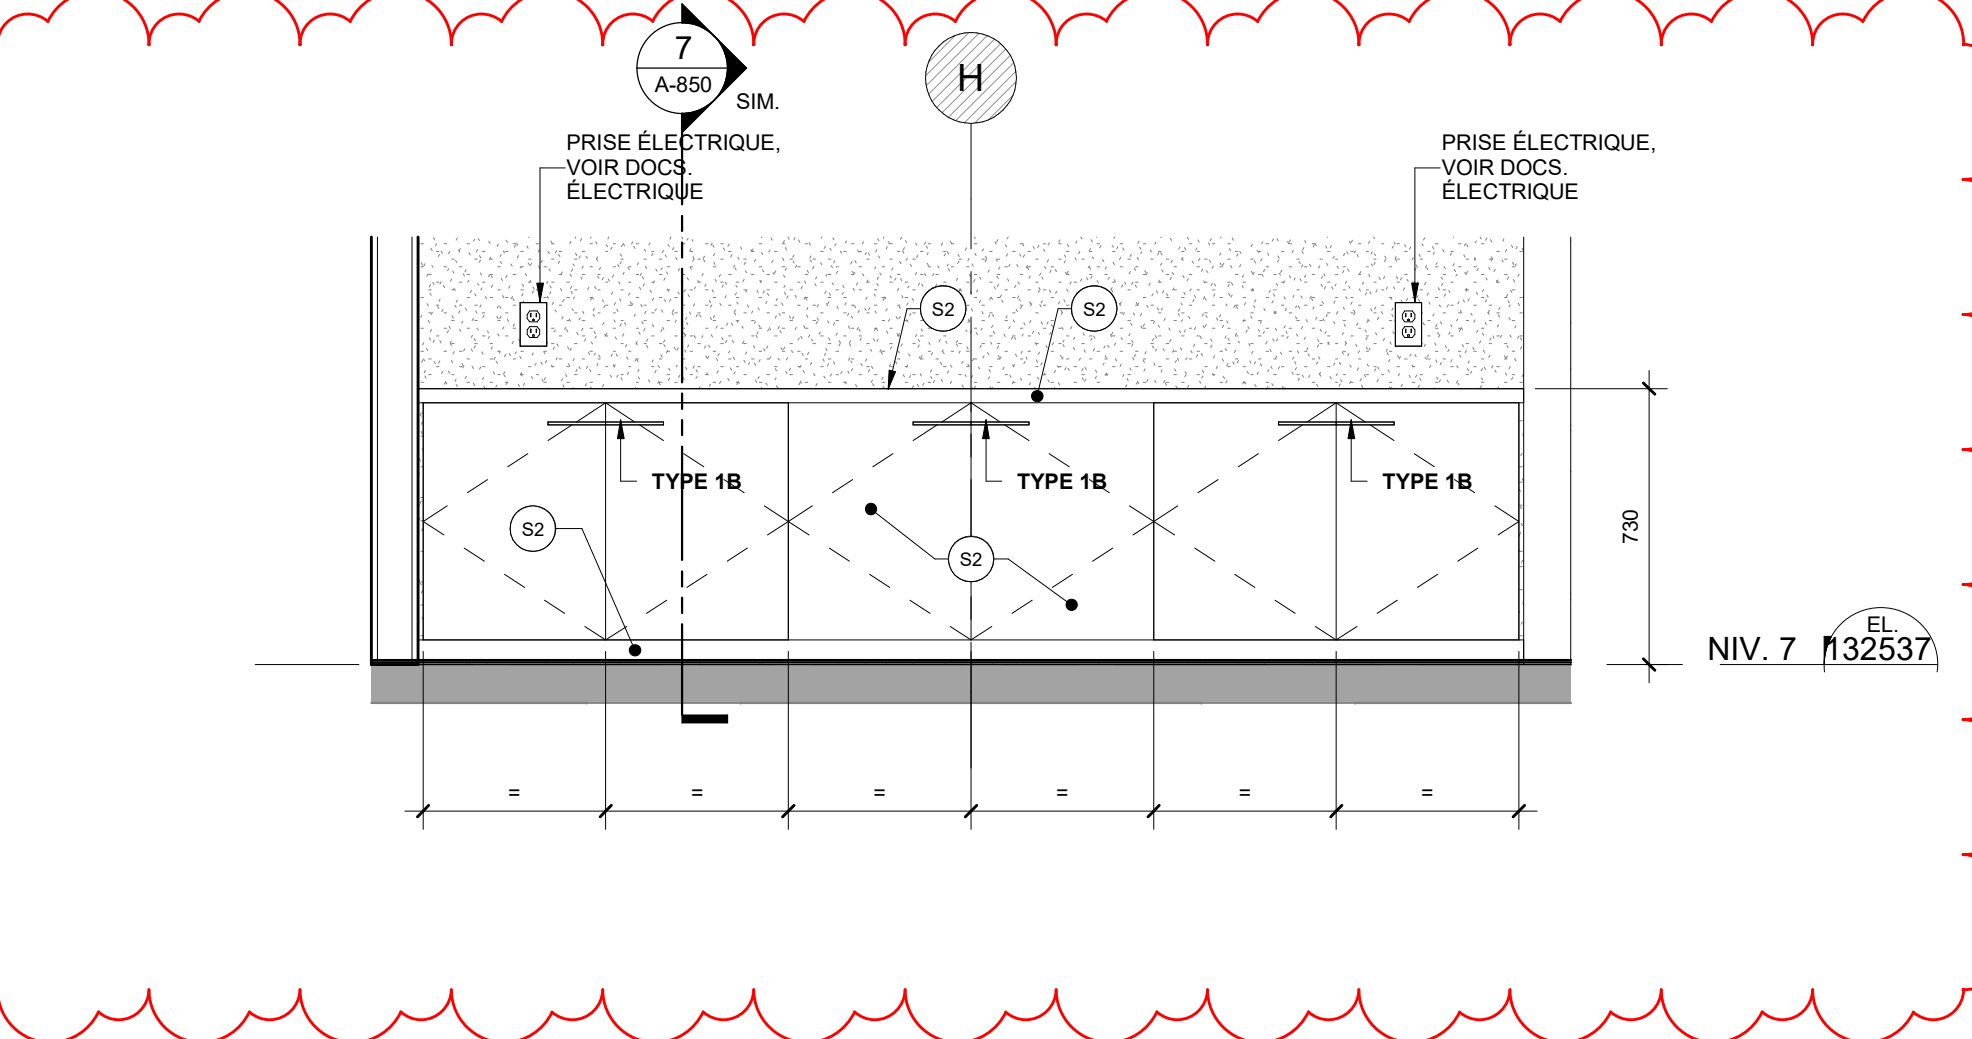 7
A-850
SIM.
H
PRISE ÉLECTRIQUE,
VOIR DOCS.
ÉLECTRIQUE
PRISE ÉLECTRIQUE,
VOIR DOCS.
ÉLECTRIQUE
S2
S2
TYPE 1B
TYPE 1B
TYPE 1B
S2
S2
730
NIV. 7
EL.
132537
=
=
=
=
=
=